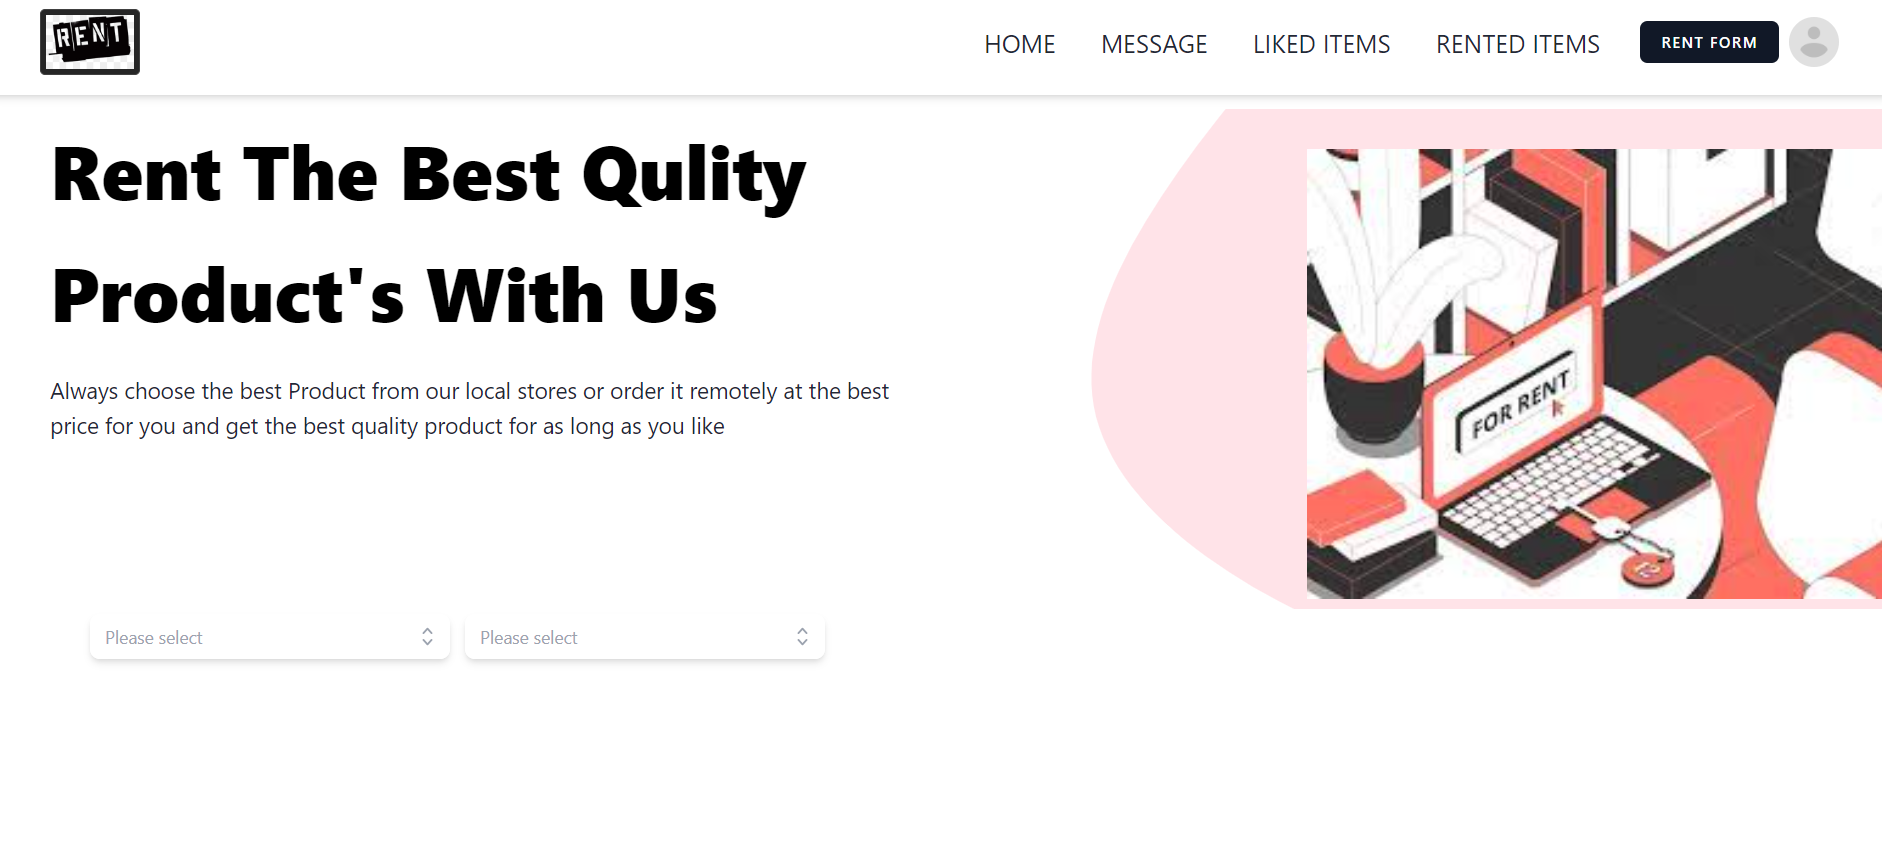 RENT
HOME MESSAGE LIKED ITEMS RENTED ITEMS RENT FORM
Rent The Best Qulity
Product's With Us
Always choose the best Product from our local stores or order it remotely at the best
price for you and get the best quality product for as long as you like
FOR RENT
12
Please select Please select